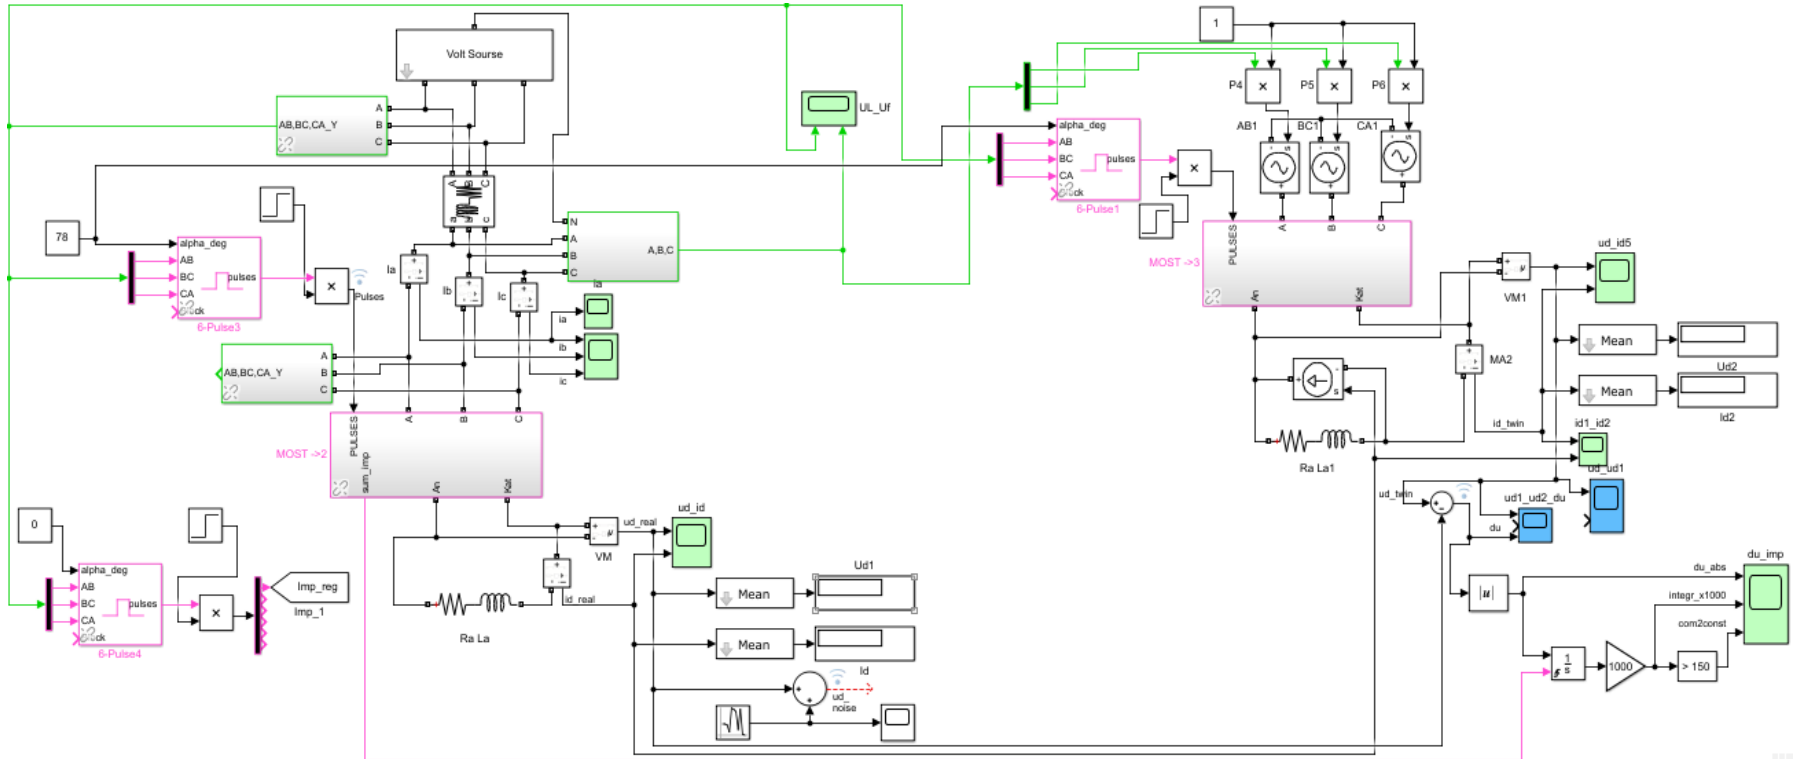 Volt Sourse
1
AB,BC,CA_Y
A
B
C
UL_Uf
P4
P5
P6
×
×
×
AB1
BC1
CA1
alpha_deg
AB
BC
CA
pulses
6-Pulse1
×
A
B
C
a
b
c
78
alpha_deg
AB
BC
CA
pulses
6-Pulse3
×
Pulses
N
A
B
C
A,B,C
Ia
Ib
Ic
Ia
ia
ib
ic
PULSES
A
B
C
MOST ->3
An
Kat
VM1
ud_id5
Mean
Ud2
MA2
Mean
Id2
AB,BC,CA_Y
A
B
C
PULSES
A
B
C
MOST ->2
sum_imp
An
Kat
Ra La1
id_twin
id1_id2
ud_ud1
ud_twin
ud1_ud2_du
du
0
alpha_deg
AB
BC
CA
pulses
6-Pulse4
×
Imp_reg
Imp_1
ud_real
ud_id
VM
id_real
Ra La
Ud1
Mean
Mean
Id
ud_
noise
|u|
du_imp
du_abs
integr_x1000
com2const
1
s
1000
> 150